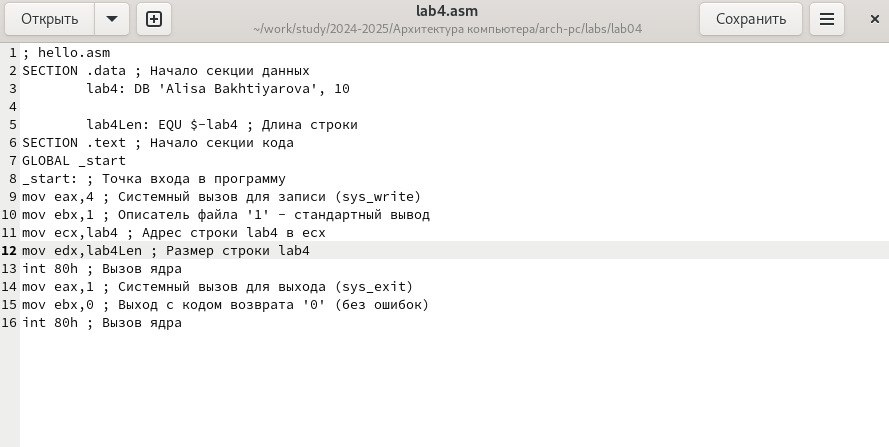 Открыть
lab4.asm
~/work/study/2024-2025/Архитектура компьютера/arch-pc/labs/lab04
Сохранить
1 ; hello.asm
2 SECTION .data ; Начало секции данных
3 lab4: DB 'Alisa Bakhtiyarova', 10
4
5 lab4Len: EQU $-lab4 ; Длина строки
6 SECTION .text ; Начало секции кода
7 GLOBAL _start
8 _start: ; Точка входа в программу
9 mov eax,4 ; Системный вызов для записи (sys_write)
10 mov ebx,1 ; Описатель файла '1' - стандартный вывод
11 mov ecx,lab4 ; Адрес строки lab4 в ecx
12 mov edx,lab4Len ; Размер строки lab4
13 int 80h ; Вызов ядра
14 mov eax,1 ; Системный вызов для выхода (sys_exit)
15 mov ebx,0 ; Выход с кодом возврата '0' (без ошибок)
16 int 80h ; Вызов ядра